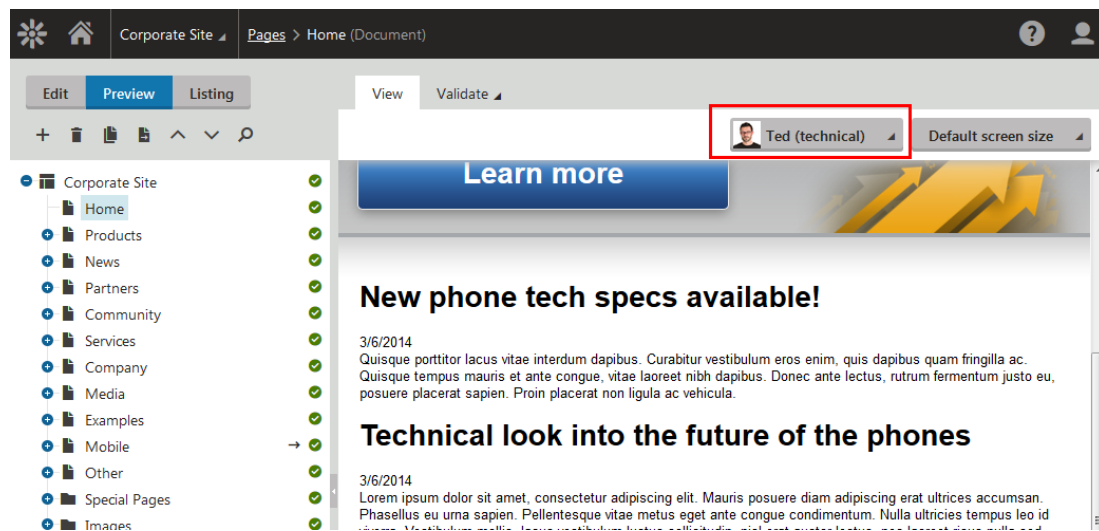 Corporate Site
Pages > Home (Document)
?
Edit Preview Listing
View Validate
Ted (technical)
Default screen size
Corporate Site
Home
Products
News
Partners
Community
Services
Company
Media
Examples
Mobile
Other
Special Pages
Images
Learn more
New phone tech specs available!
3/6/2014
Quisque porttitor lacus vitae interdum dapibus. Curabitur vestibulum eros enim, quis dapibus quam fringilla ac.
Quisque tempus mauris et ante congue, vitae laoreet nibh dapibus. Donec ante lectus, rutrum fermentum justo eu,
posuere placerat sapien. Proin placerat non ligula ac vehicula.
Technical look into the future of the phones
3/6/2014
Lorem ipsum dolor sit amet, consectetur adipiscing elit. Mauris posuere diam adipiscing erat ultrices accumsan.
Phasellus eu urna sapien. Pellentesque vitae metus eget ante congue condimentum. Nulla ultricies tempus leo id